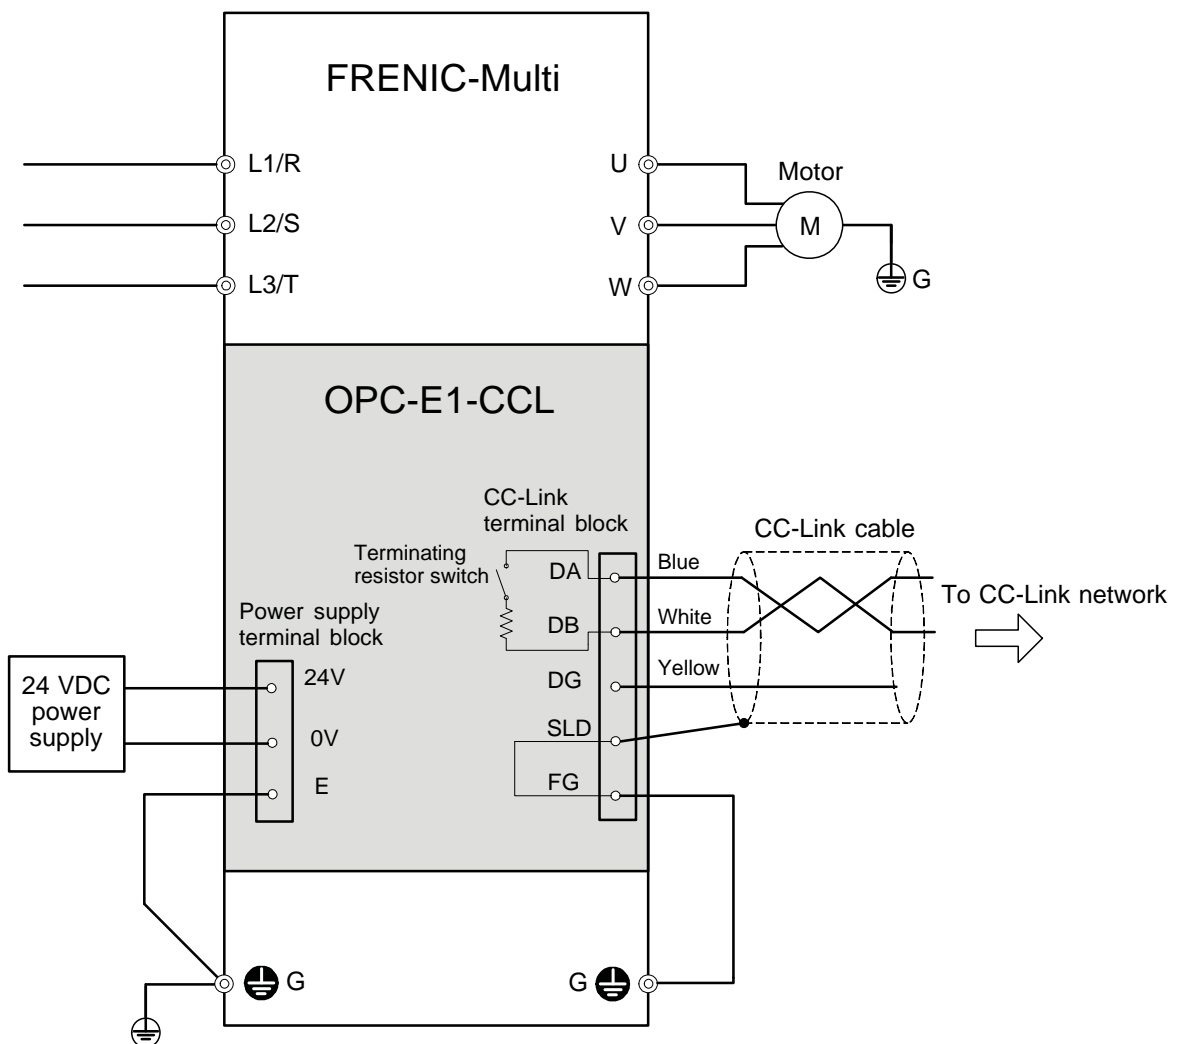 FRENIC-Multi
L1/R
U
Motor
L2/S
V
M
L3/T
W
G
OPC-E1-CCL
CC-Link
terminal block
CC-Link cable
Terminating
resistor switch
DA
Blue
To CC-Link network
Power supply
terminal block
DB
White
24 VDC
power
supply
24V
DG
Yellow
0V
SLD
E
FG
G
G